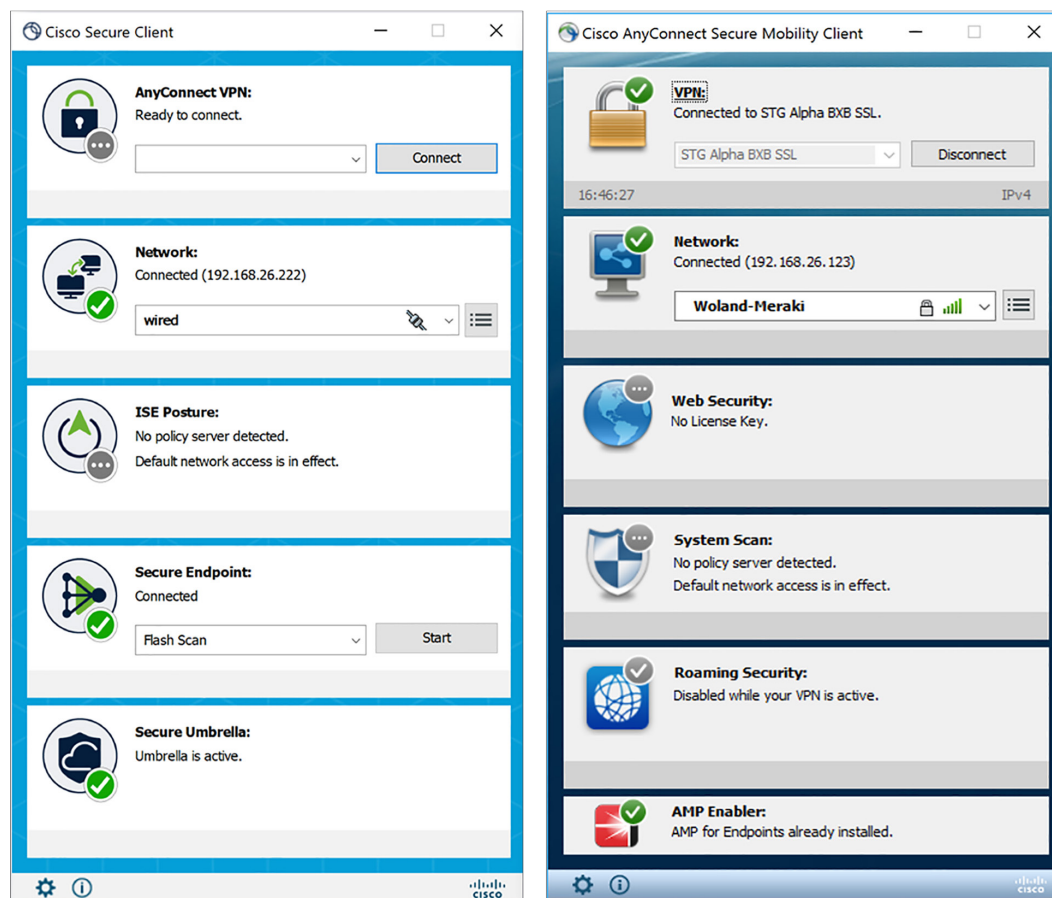 Cisco Secure Client
AnyConnect VPN:
Ready to connect.
Connect
Network:
Connected (192.168.26.222)
wired
ISE Posture:
No policy server detected.
Default network access is in effect.
Secure Endpoint:
Connected
Flash Scan
Start
Secure Umbrella:
Umbrella is active.
CISCO
Cisco AnyConnect Secure Mobility Client
VPN:
Connected to STG Alpha BXB SSL.
STG Alpha BXB SSL
Disconnect
16:46:27
IPv4
Network:
Connected (192.168.26.123)
Woland-Meraki
Web Security:
No License Key.
System Scan:
No policy server detected.
Default network access is in effect.
Roaming Security:
Disabled while your VPN is active.
AMP Enabler:
AMP for Endpoints already installed.
CISCO